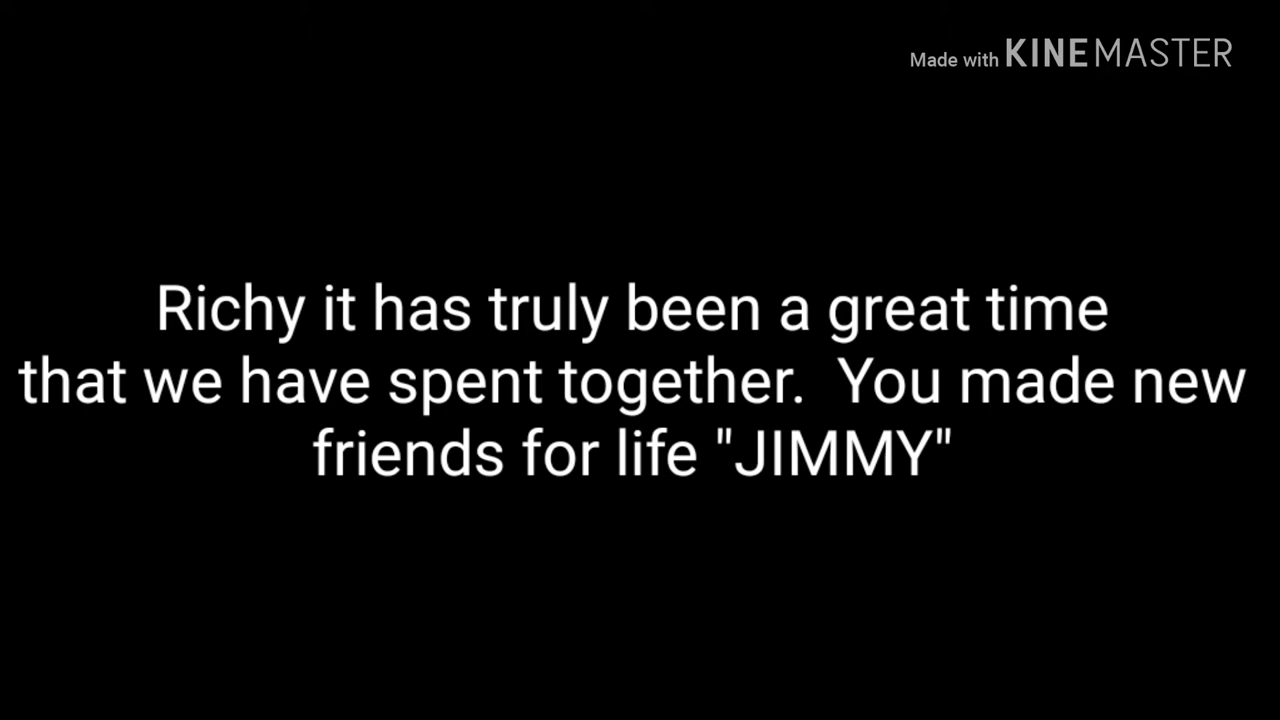 Made with KINEMASTER
Richy it has truly been a great time
that we have spent together.  You made new
friends for life "JIMMY"